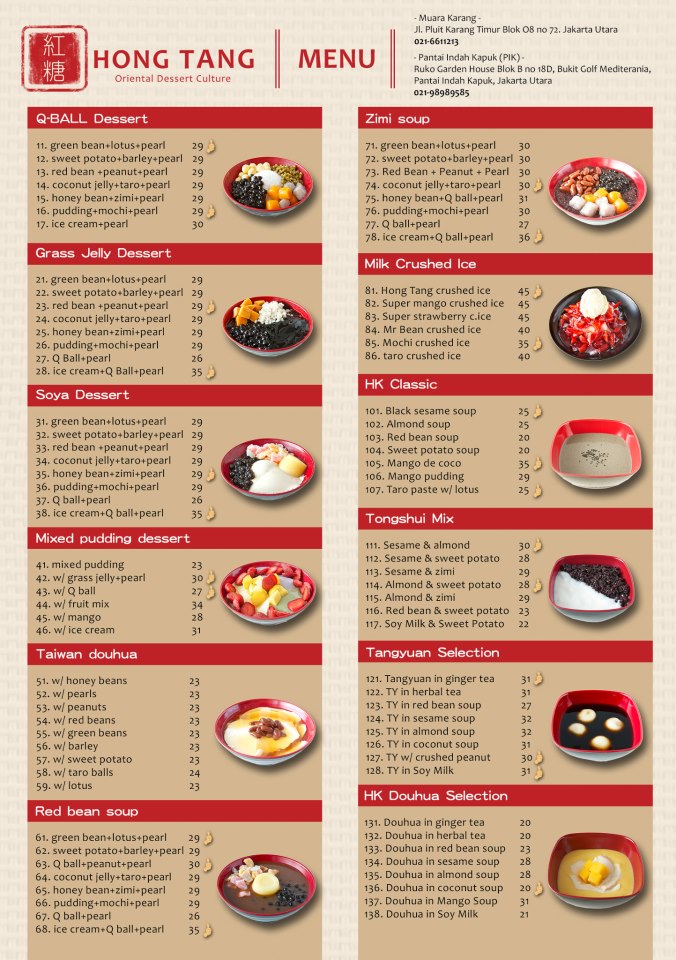 紅糖
HONG TANG
Oriental Dessert Culture
MENU
- Muara Karang -
Jl. Pluit Karang Timur Blok O8 no 72. Jakarta Utara
021-6611213
- Pantai Indah Kapuk (PIK) -
Ruko Garden House Blok B no 18D, Bukit Golf Mediterania,
Pantai Indah Kapuk, Jakarta Utara
021-98989585
Q-BALL Dessert
11. green bean+lotus+pearl 29
12. sweet potato+barley+pearl 29
13. red bean +peanut+pearl 29
14. coconut jelly+taro+pearl 29
15. honey bean+zimi+pearl 29
16. pudding+mochi+pearl 29
17. ice cream+pearl 30
Grass Jelly Dessert
21. green bean+lotus+pearl 29
22. sweet potato+barley+pearl 29
23. red bean +peanut+pearl 29
24. coconut jelly+taro+pearl 29
25. honey bean+zimi+pearl 29
26. pudding+mochi+pearl 29
27. Q Ball+pearl 26
28. ice cream+Q Ball+pearl 35
Soya Dessert
31. green bean+lotus+pearl 29
32. sweet potato+barley+pearl 29
33. red bean +peanut+pearl 29
34. coconut jelly+taro+pearl 29
35. honey bean+zimi+pearl 29
36. pudding+mochi+pearl 29
37. Q ball+pearl 26
38. ice cream+Q Ball+pearl 35
Mixed pudding dessert
41. mixed pudding 23
42. w/ grass jelly+pearl 30
43. w/ Q ball 27
44. w/ fruit mix 34
45. w/ mango 28
46. w/ ice cream 31
Taiwan douhua
51. w/ honey beans 23
52. w/ pearls 23
53. w/ peanuts 23
54. w/ red beans 23
55. w/ green beans 23
56. w/ barley 23
57. w/ sweet potato 23
58. w/ taro balls 24
59. w/ lotus 23
Red bean soup
61. green bean+lotus+pearl 29
62. sweet potato+barley+pearl 29
63. Q ball+peanut+pearl 30
64. coconut jelly+taro+pearl 29
65. honey bean+zimi+pearl 29
66. pudding+mochi+pearl 29
67. Q ball+pearl 26
68. ice cream+Q Ball+pearl 35
Zimi soup
71. green bean+lotus+pearl 30
72. sweet potato+barley+pearl 30
73. Red Bean + Peanut + Pearl 30
74. coconut jelly+taro+pearl 30
75. honey bean+Q ball+pearl 31
76. pudding+mochi+pearl 30
77. Q ball+pearl 27
78. ice cream+Q ball+pearl 36
Milk Crushed Ice
81. Hong Tang crushed ice 45
82. Super mango crushed ice 45
83. Super strawberry c.ice 45
84. Mr Bean crushed ice 40
85. Mochi crushed ice 35
86. taro crushed ice 40
HK Classic
101. Black sesame soup 25
102. Almond soup 25
103. Red bean soup 20
104. Sweet potato soup 20
105. Mango de coco 35
106. Mango pudding 29
107. Taro paste w/ lotus 25
Tongshui Mix
111. Sesame & almond 30
112. Sesame & sweet potato 28
113. Sesame & zimi 29
114. Almond & sweet potato 28
115. Almond & zimi 29
116. Red bean & sweet potato 23
117. Soy Milk & Sweet Potato 22
Tangyuan Selection
121. Tangyuan in ginger tea 31
122. TY in herbal tea 31
123. TY in red bean soup 27
124. TY in sesame soup 32
125. TY in almond soup 32
126. TY in coconut soup 31
127. TY w/ crushed peanut 30
128. TY in Soy Milk 31
HK Douhua Selection
131. Douhua in ginger tea 20
132. Douhua in herbal tea 20
133. Douhua in red bean soup 23
134. Douhua in sesame soup 28
135. Douhua in almond soup 28
136. Douhua in coconut soup 20
137. Douhua in Mango Soup 31
138. Douhua in Soy Milk 21